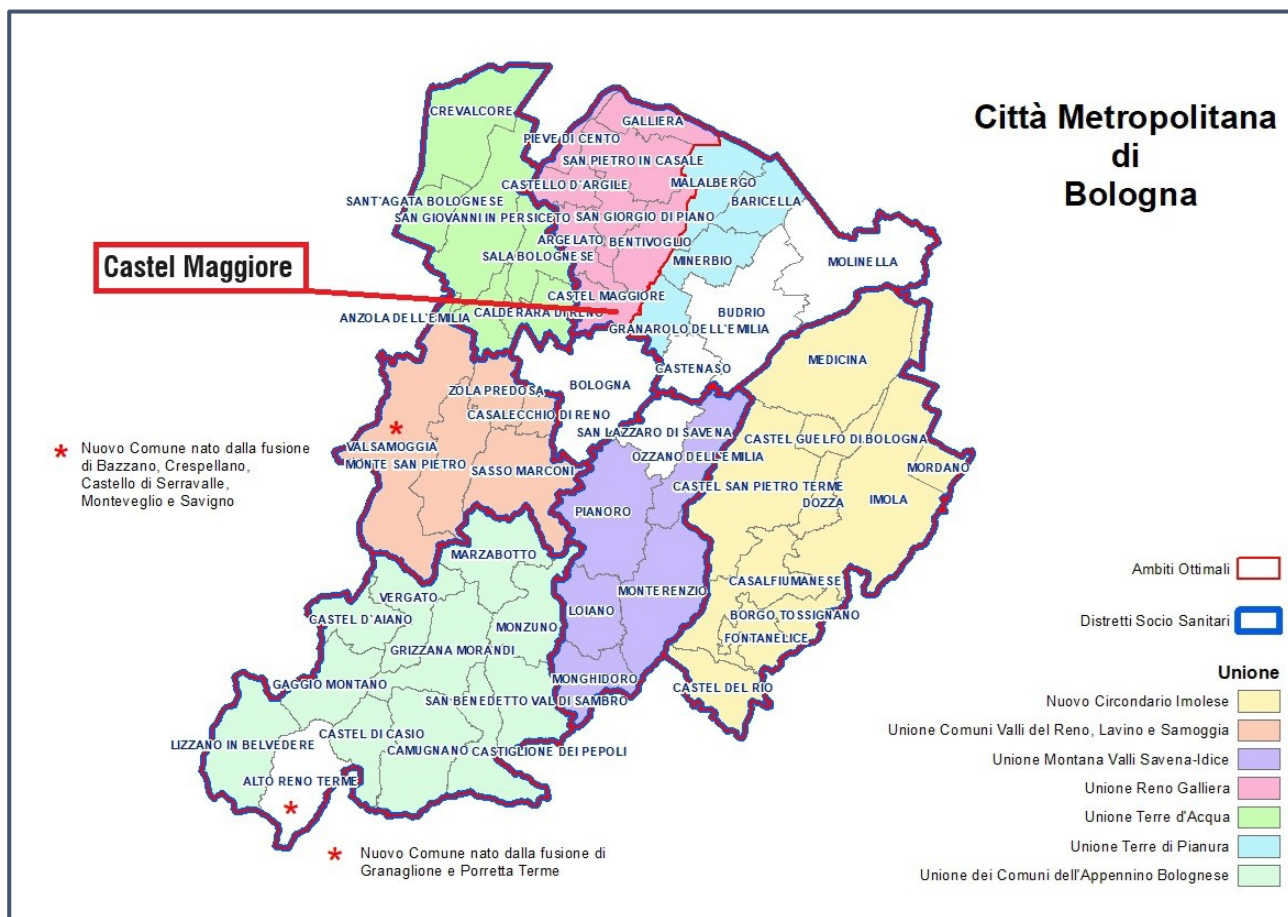 Città Metropolitana
di
Bologna
CREVALCORE
GALLIERA
PIEVE DI CENTO
SAN PIETRO IN CASALE
CASTELLO D`ARGILE
MALALBERGO
BARICELLA
SANT'AGATA BOLOGNESE
SAN GIOVANNI IN PERSICETO
SAN GIORGIO DI PIANO
ARGELATO
BENTIVOGLIO
SALA BOLOGNESE
MINERBIO
MOLINELLA
Castel Maggiore
CASTEL MAGGIORE
ANZOLA DELL`EMILIA
CALDERARA DI RENO
GRANAROLO DELL`EMILIA
BUDRIO
MEDICINA
CASTENASO
BOLOGNA
ZOLA PREDOSA
CASALECCHIO DI RENO
SAN LAZZARO DI SAVENA
CASTEL GUELFO DI BOLOGNA
VALSAMOGGIA
OZZANO DELL`EMILIA
MONTE SAN PIETRO
SASSO MARCONI
MORDANO
CASTEL SAN PIETRO TERME
DOZZA
IMOLA
* Nuovo Comune nato dalla fusione
di Bazzano, Crespellano,
Castello di Serravalle,
Monteveglio e Savigno
PIANORO
MARZABOTTO
CASALFIUMANESE
VERGATO
MONTERENZIO
CASTEL D`AIANO
LOIANO
BORGO TOSSIGNANO
MONZUNO
FONTANELICE
GRIZZANA MORANDI
GAGGIO MONTANO
MONGHIDORO
CASTEL DEL RIO
SAN BENEDETTO VAL DI SAMBRO
CASTEL DI CASIO
LIZZANO IN BELVEDERE
CAMUGNANO
CASTIGLIONE DEI PEPOLI
ALTO RENO TERME
* Nuovo Comune nato dalla fusione di
Granaglione e Porretta Terme
Ambiti Ottimali
Distretti Socio Sanitari
Unione
Nuovo Circondario Imolese
Unione Comuni Valli del Reno, Lavino e Samoggia
Unione Montana Valli Savena-Idice
Unione Reno Galliera
Unione Terre d'Acqua
Unione Terre di Pianura
Unione dei Comuni dell'Appennino Bolognese